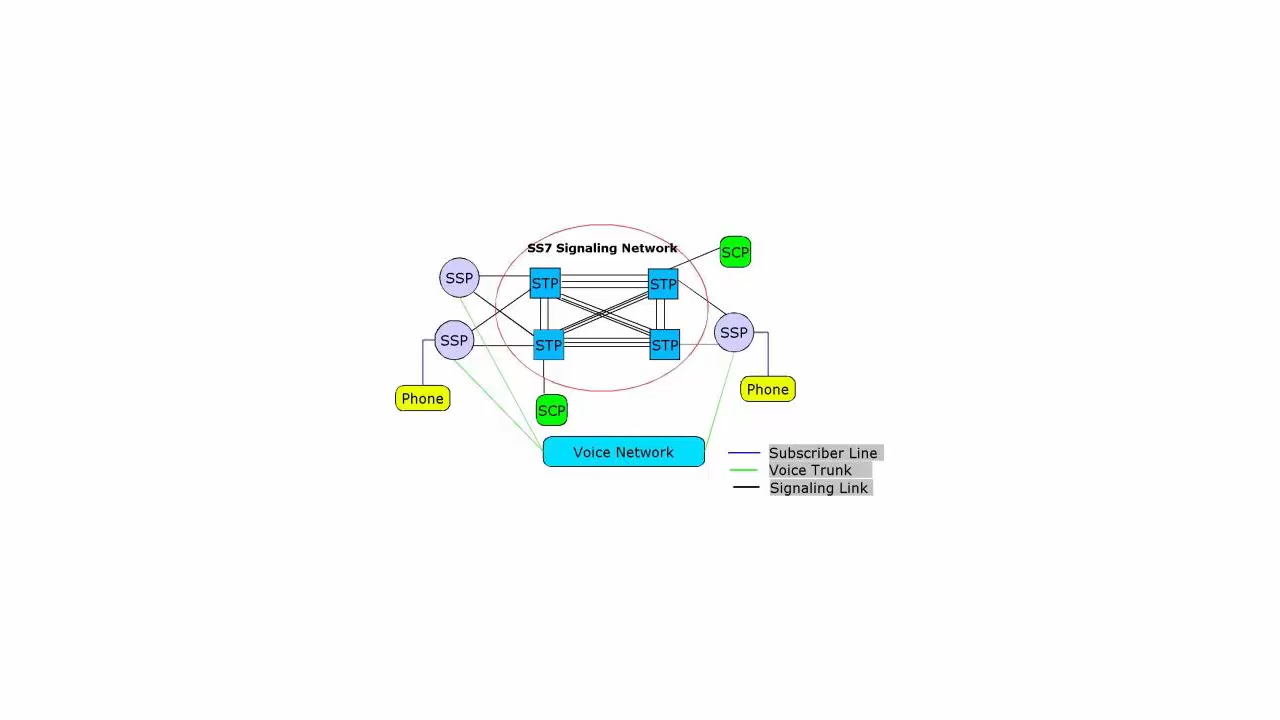 SS7 Signaling Network
SCP
SSP
STP
STP
SSP
SSP
STP
STP
Phone
Phone
SCP
Voice Network
Subscriber Line
Voice Trunk
Signaling Link